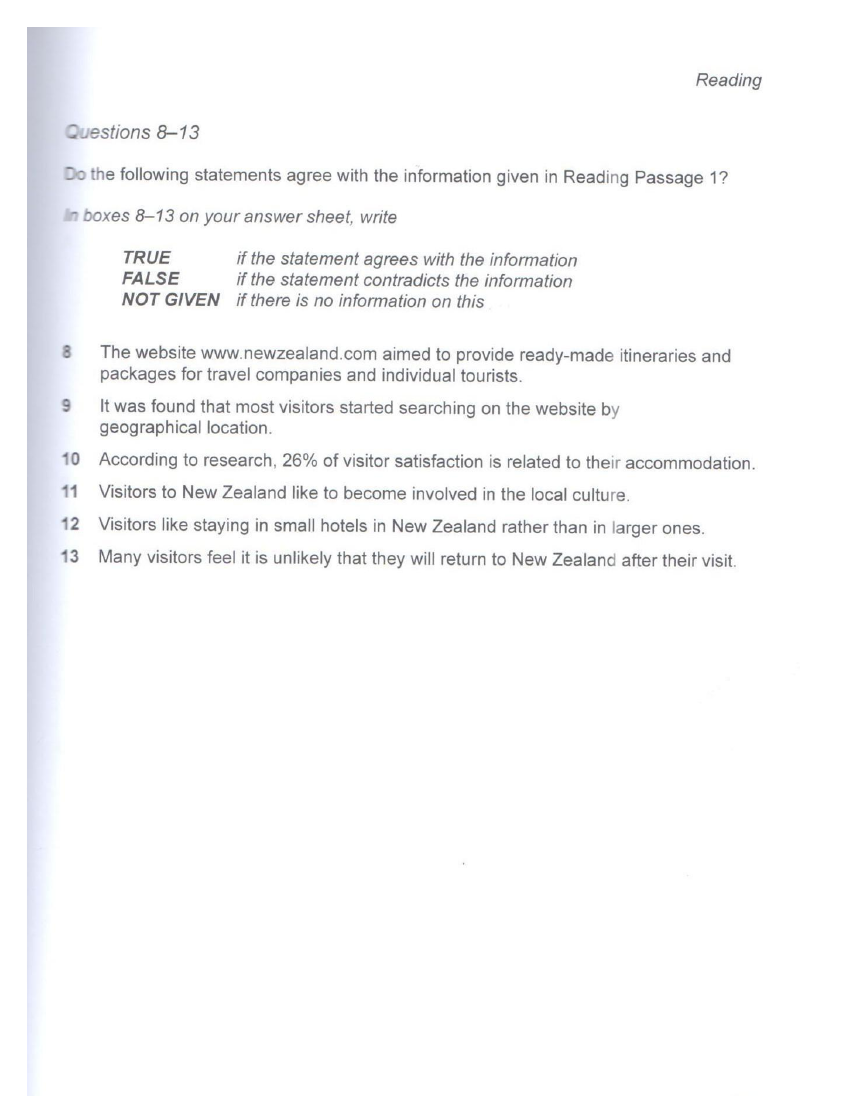 Reading
Questions 8–13
Do the following statements agree with the information given in Reading Passage 1?
In boxes 8–13 on your answer sheet, write
TRUE if the statement agrees with the information
FALSE if the statement contradicts the information
NOT GIVEN if there is no information on this
8 The website www.newzealand.com aimed to provide ready-made itineraries and
packages for travel companies and individual tourists.
9 It was found that most visitors started searching on the website by
geographical location.
10 According to research, 26% of visitor satisfaction is related to their accommodation.
11 Visitors to New Zealand like to become involved in the local culture.
12 Visitors like staying in small hotels in New Zealand rather than in larger ones.
13 Many visitors feel it is unlikely that they will return to New Zealand after their visit.